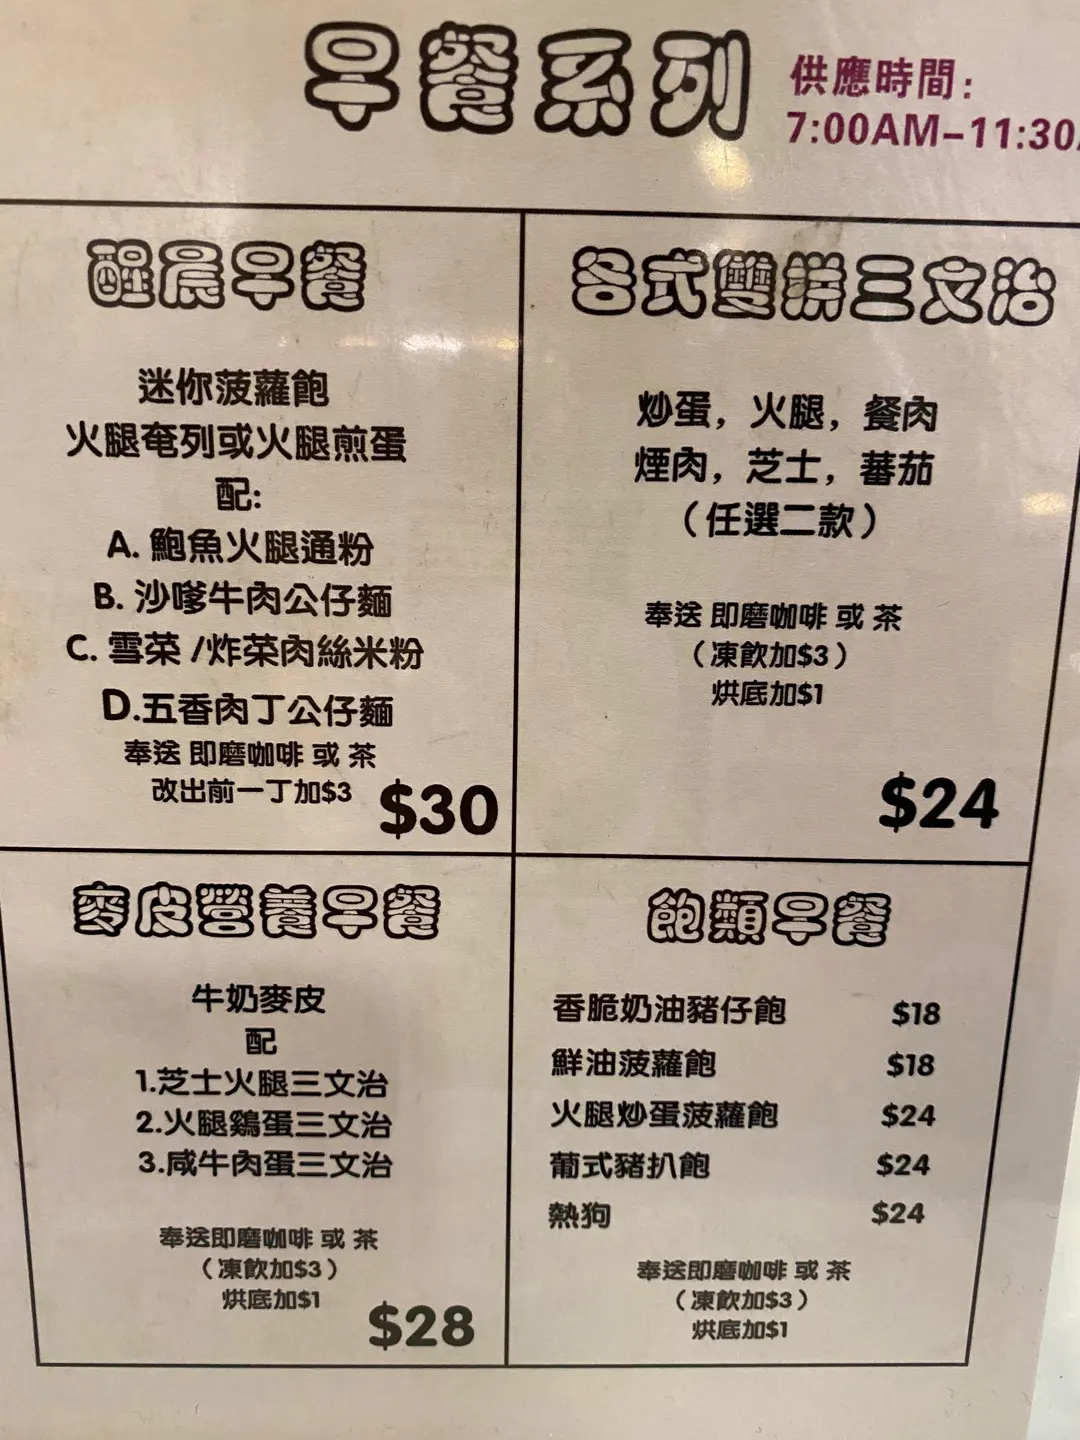 早餐系列
供應時間:
7:00AM-11:30
醒晨早餐
迷你菠蘿飽
火腿奄列或火腿煎蛋
配:
A. 鮑魚火腿通粉
B. 沙嗲牛肉公仔麵
C. 雪菜 /炸菜肉絲米粉
D.五香肉丁公仔麵
奉送 即磨咖啡 或 茶
改出前一丁加$3
$30
各式雙拼三文治
炒蛋，火腿，餐肉
煙肉，芝士，蕃茄
（任選二款）
奉送 即磨咖啡 或 茶
（凍飲加$3）
烘底加$1
$24
麥皮營養早餐
牛奶麥皮
配
1.芝士火腿三文治
2.火腿鷄蛋三文治
3.咸牛肉蛋三文治
奉送即磨咖啡 或 茶
（凍飲加$3）
烘底加$1
$28
飽類早餐
香脆奶油豬仔飽 $18
鮮油菠蘿飽 $18
火腿炒蛋菠蘿飽 $24
葡式豬扒飽 $24
熱狗 $24
奉送即磨咖啡 或 茶
（凍飲加$3）
烘底加$1